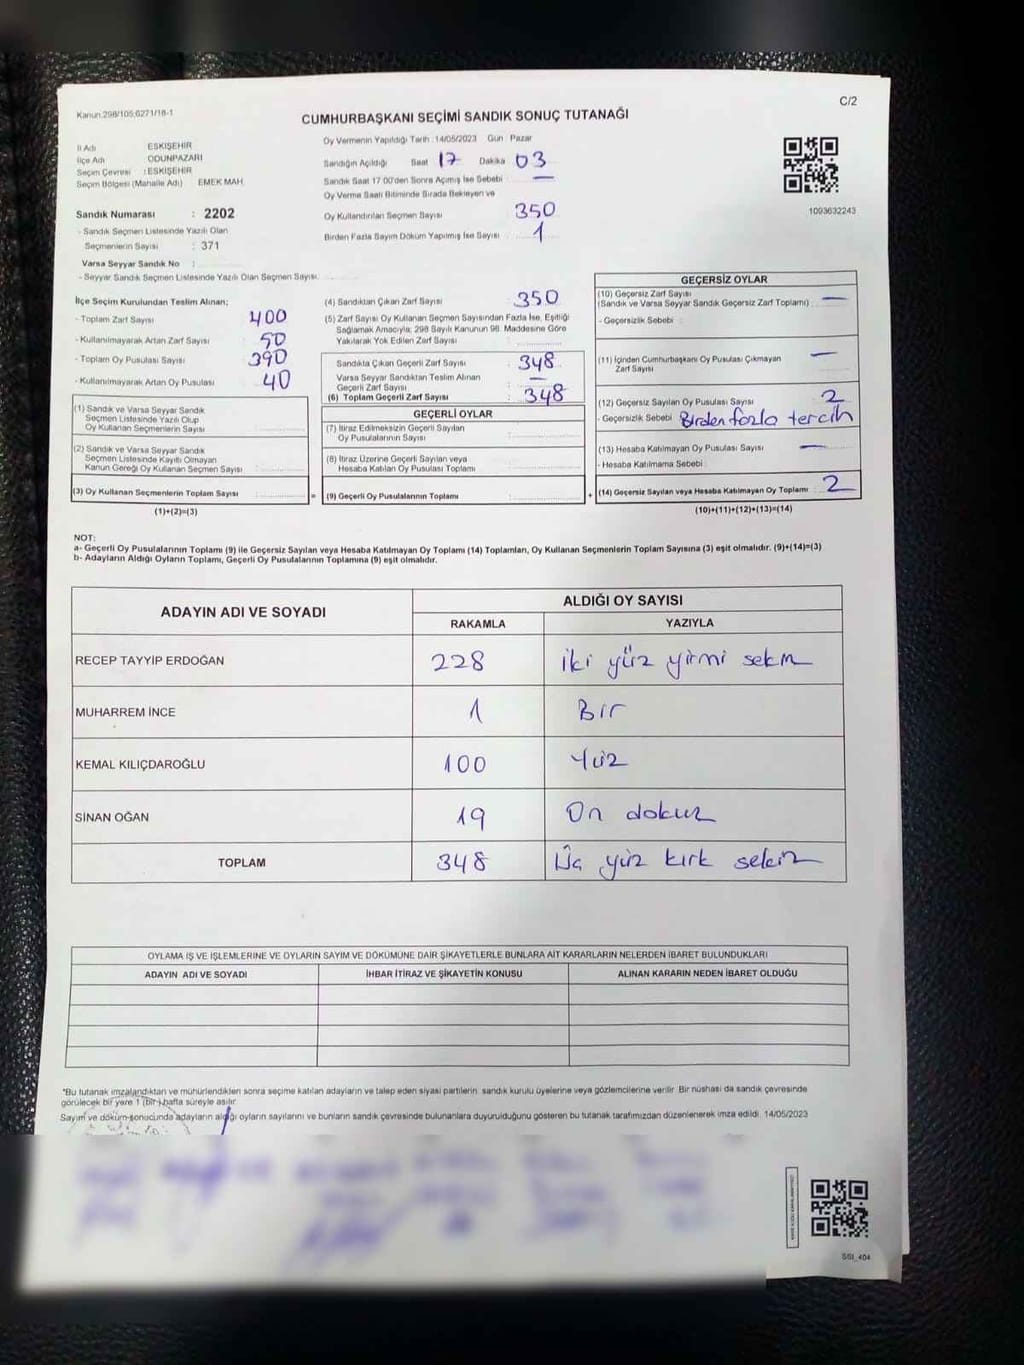 Kanun:298/105;6271/18-1
C/2
CUMHURBAŞKANI SEÇİMİ SANDIK SONUÇ TUTANAĞI
İl Adı : ESKİŞEHİR
İlçe Adı : ODUNPAZARI
Seçim Çevresi : ESKİŞEHİR
Seçim Bölgesi (Mahalle Adı) EMEK MAH.
Sandık Numarası : 2202
- Sandık Seçmen Listesinde Yazılı Olan
Seçmenlerin Sayısı : 371
Varsa Seyyar Sandık No :
- Seyyar Sandık Seçmen Listesinde Yazılı Olan Seçmen Sayısı:
Oy Vermenin Yapıldığı Tarih :14/05/2023 Gün : Pazar
Sandığın Açıldığı Saat 17 Dakika 03
Sandık Saat 17.00'den Sonra Açımış İse Sebebi —
Oy Verme Saati Bitiminde Sırada Bekleyen ve
Oy Kullandırılan Seçmen Sayısı 350
Birden Fazla Sayım Döküm Yapılmış İse Sayısı 1
1093632243
İlçe Seçim Kurulundan Teslim Alınan;
- Toplam Zarf Sayısı 400
- Kullanılmayarak Artan Zarf Sayısı 50
- Toplam Oy Pusulası Sayısı 390
- Kullanılmayarak Artan Oy Pusulası 40
(1) Sandık ve Varsa Seyyar Sandık
Seçmen Listesinde Yazılı Olup
Oy Kullanan Seçmenlerin Sayısı
(2) Sandık ve Varsa Seyyar Sandık
Seçmen Listesinde Kayıtlı Olmayan
Kanun Gereği Oy Kullanan Seçmen Sayısı
(3) Oy Kullanan Seçmenlerin Toplam Sayısı
(1)+(2)=(3)
(4) Sandıktan Çıkan Zarf Sayısı 350
(5) Zarf Sayısı Oy Kullanan Seçmen Sayısından Fazla İse, Eşitliği
Sağlamak Amacıyla; 298 Sayılı Kanunun 98. Maddesine Göre
Yakılarak Yok Edilen Zarf Sayısı
Sandıkta Çıkan Geçerli Zarf Sayısı 348
Varsa Seyyar Sandıktan Teslim Alınan
Geçerli Zarf Sayısı —
(6) Toplam Geçerli Zarf Sayısı 348
GEÇERLİ OYLAR
(7) İtiraz Edilmeksizin Geçerli Sayılan
Oy Pusulalarının Sayısı
(8) İtiraz Üzerine Geçerli Sayılan veya
Hesaba Katılan Oy Pusulası Toplamı
= (9) Geçerli Oy Pusulalarının Toplamı
GEÇERSİZ OYLAR
(10) Geçersiz Zarf Sayısı
(Sandık ve Varsa Seyyar Sandık Geçersiz Zarf Toplamı) —
- Geçersizlik Sebebi
(11) İçinden Cumhurbaşkanı Oy Pusulası Çıkmayan —
Zarf Sayısı
(12) Geçersiz Sayılan Oy Pusulası Sayısı 2
- Geçersizlik Sebebi Birden fazla tercih
(13) Hesaba Katılmayan Oy Pusulası Sayısı —
- Hesaba Katılmama Sebebi
+ (14) Geçersiz Sayılan veya Hesaba Katılmayan Oy Toplamı 2
(10)+(11)+(12)+(13)=(14)
NOT:
a- Geçerli Oy Pusulalarının Toplamı (9) ile Geçersiz Sayılan veya Hesaba Katılmayan Oy Toplamı (14) Toplamları, Oy Kullanan Seçmenlerin Toplam Sayısına (3) eşit olmalıdır. (9)+(14)=(3)
b- Adayların Aldığı Oyların Toplamı, Geçerli Oy Pusulalarının Toplamına (9) eşit olmalıdır.
ADAYIN ADI VE SOYADI
ALDIĞI OY SAYISI
RAKAMLA YAZIYLA
RECEP TAYYİP ERDOĞAN 228 İki yüz yirmi sekiz
MUHARREM İNCE 1 Bir
KEMAL KILIÇDAROĞLU 100 Yüz
SİNAN OĞAN 19 On dokuz
TOPLAM 348 Üç yüz kırk sekiz
OYLAMA İŞ VE İŞLEMLERİNE VE OYLARIN SAYIM VE DÖKÜMÜNE DAİR ŞİKAYETLERLE BUNLARA AİT KARARLARIN NELERDEN İBARET BULUNDUKLARI
ADAYIN ADI VE SOYADI İHBAR İTİRAZ VE ŞİKAYETİN KONUSU ALINAN KARARIN NEDEN İBARET OLDUĞU
*Bu tutanak imzalandıktan ve mühürlendikten sonra seçime katılan adayların ve talep eden siyasi partilerin sandık kurulu üyelerine veya gözlemcilerine verilir. Bir nüshası da sandık çevresinde
görülecek bir yere 1 (bir) hafta süreyle asılır.
Sayım ve döküm sonucunda adayların aldığı oyların sayılarını ve bunların sandık çevresinde bulunanlara duyurulduğunu gösteren bu tutanak tarafımızdan düzenlenerek imza edildi. 14/05/2023
SSI_404